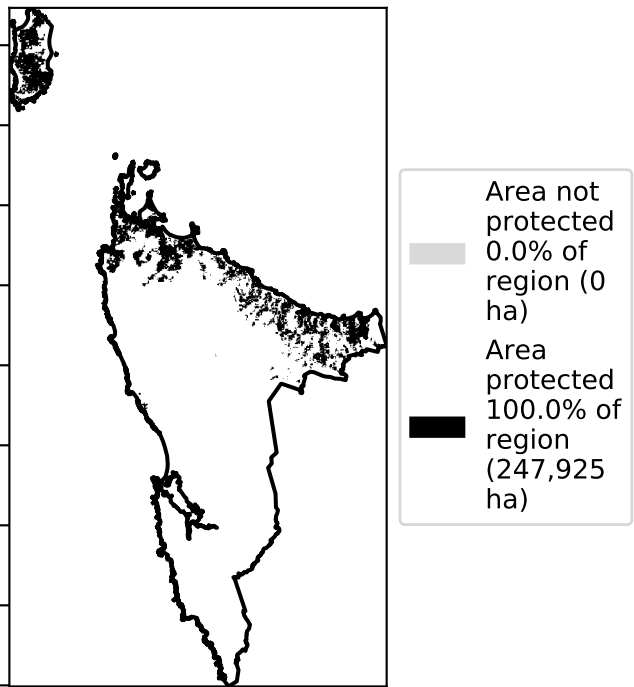 Area not
protected
0.0% of
region (0
ha)
Area
protected
100.0% of
region
(247,925
ha)